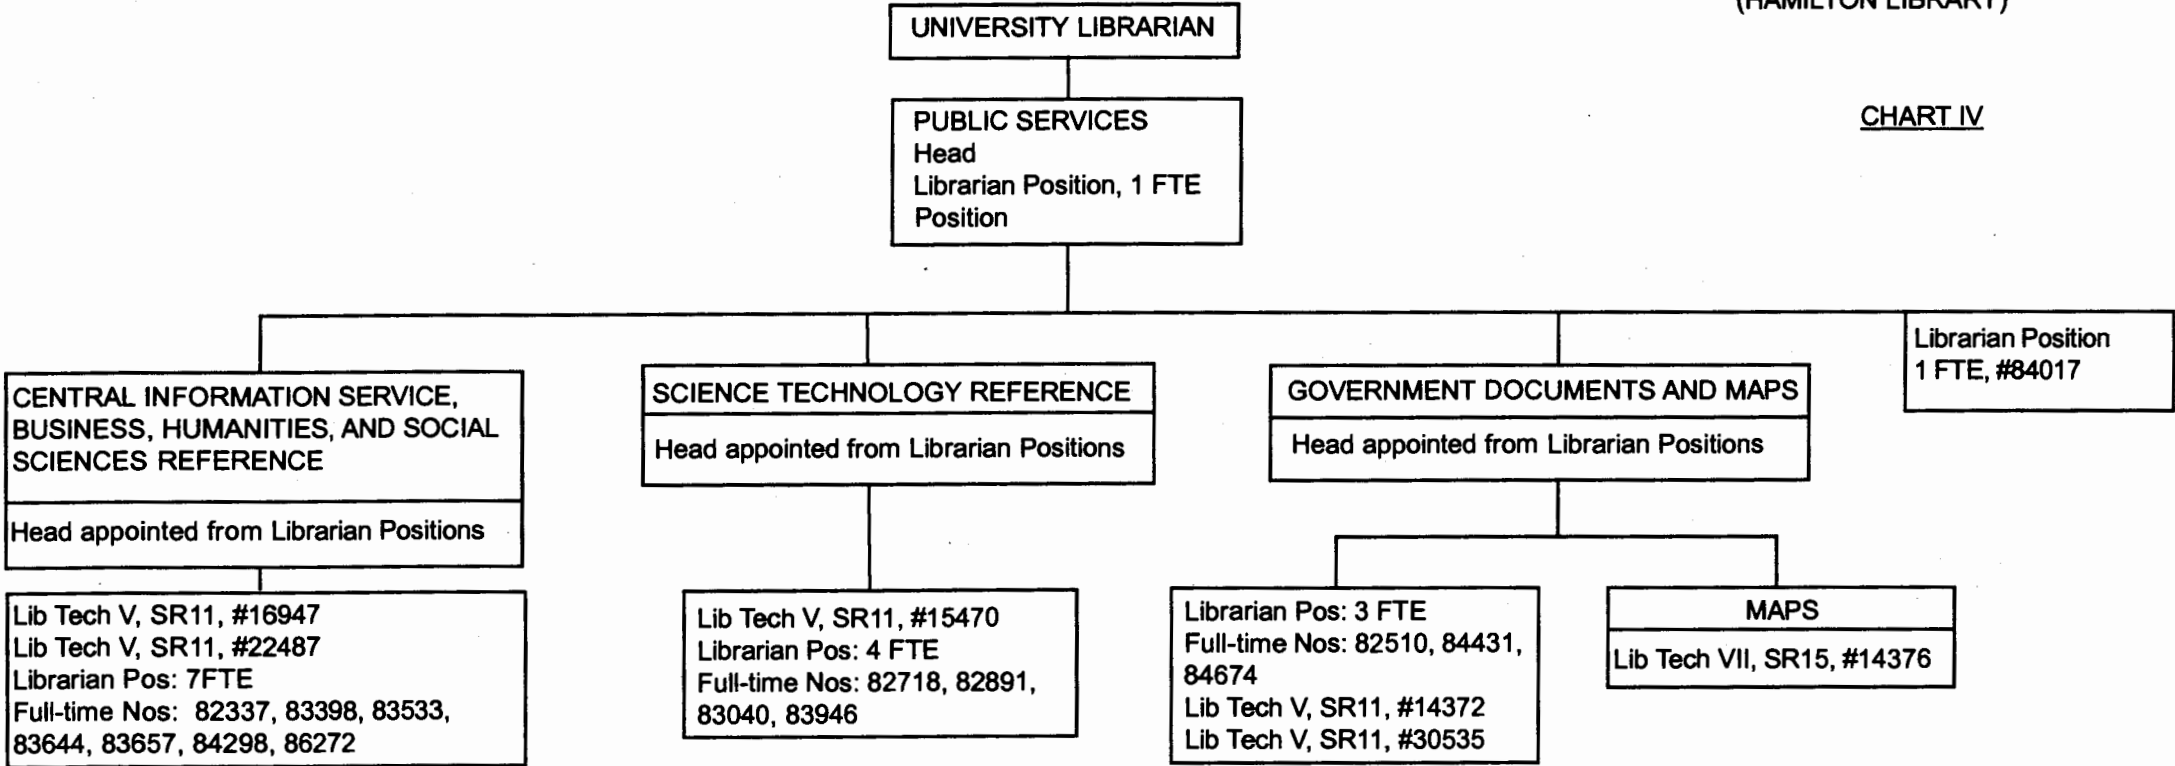 (HAMILTON LIBRARY)
CHART IV
UNIVERSITY LIBRARIAN
PUBLIC SERVICES
Head
Librarian Position, 1 FTE
Position
Librarian Position
1 FTE, #84017
CENTRAL INFORMATION SERVICE,
BUSINESS, HUMANITIES, AND SOCIAL
SCIENCES REFERENCE
Head appointed from Librarian Positions
Lib Tech V, SR11, #16947
Lib Tech V, SR11, #22487
Librarian Pos: 7FTE
Full-time Nos: 82337, 83398, 83533,
83644, 83657, 84298, 86272
SCIENCE TECHNOLOGY REFERENCE
Head appointed from Librarian Positions
Lib Tech V, SR11, #15470
Librarian Pos: 4 FTE
Full-time Nos: 82718, 82891,
83040, 83946
GOVERNMENT DOCUMENTS AND MAPS
Head appointed from Librarian Positions
Librarian Pos: 3 FTE
Full-time Nos: 82510, 84431,
84674
Lib Tech V, SR11, #14372
Lib Tech V, SR11, #30535
MAPS
Lib Tech VII, SR15, #14376